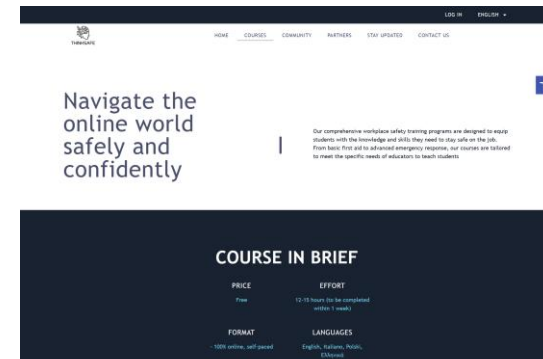 LOG IN ENGLISH
THINKGATE
HOME COURSES COMMUNITY PARTNERS STAY UPDATED CONTACT US
Navigate the
online world
safely and
confidently
Our comprehensive workplace safety training programs are designed to equip
students with the knowledge and skills they need to stay safe on the job.
From basic first aid to advanced emergency response, our courses are tailored
to meet the specific needs of educators to teach students
COURSE IN BRIEF
PRICE EFFORT
Free 12-15 hours (to be completed
within 1 week)
FORMAT LANGUAGES
- 100% online, self-paced English, Italiano, Polski,
Ελληνικά